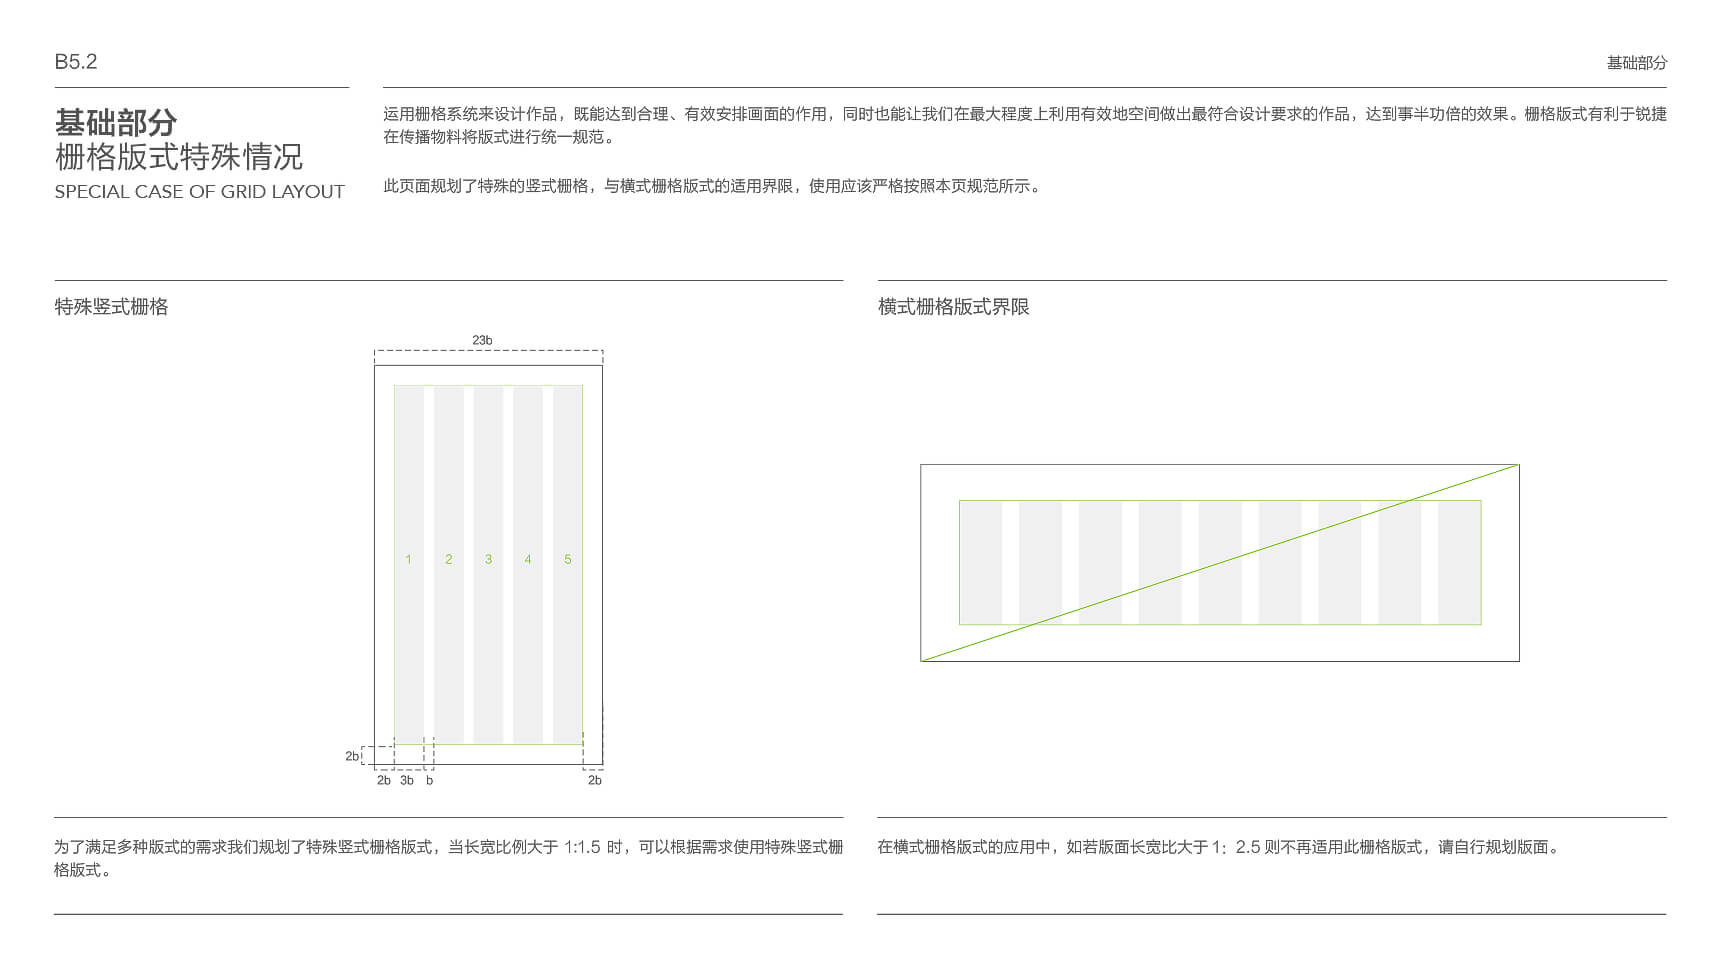 B5.2
基础部分
基础部分
栅格版式特殊情况
SPECIAL CASE OF GRID LAYOUT
运用栅格系统来设计作品，既能达到合理、有效安排画面的作用，同时也能让我们在最大程度上利用有效地空间做出最符合设计要求的作品，达到事半功倍的效果。栅格版式有利于锐捷
在传播物料将版式进行统一规范。
此页面规划了特殊的竖式栅格，与横式栅格版式的适用界限，使用应该严格按照本页规范所示。
特殊竖式栅格
23b
1 2 3 4 5
2b
2b 3b b 2b
为了满足多种版式的需求我们规划了特殊竖式栅格版式，当长宽比例大于 1:1.5 时，可以根据需求使用特殊竖式栅
格版式。
横式栅格版式界限
在横式栅格版式的应用中，如若版面长宽比大于 1：2.5 则不再适用此栅格版式，请自行规划版面。